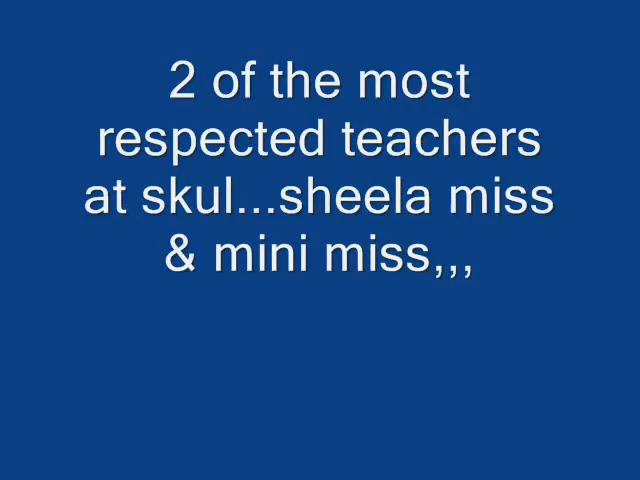 2 of the most
respected teachers
at skul...sheela miss
& mini miss,,,